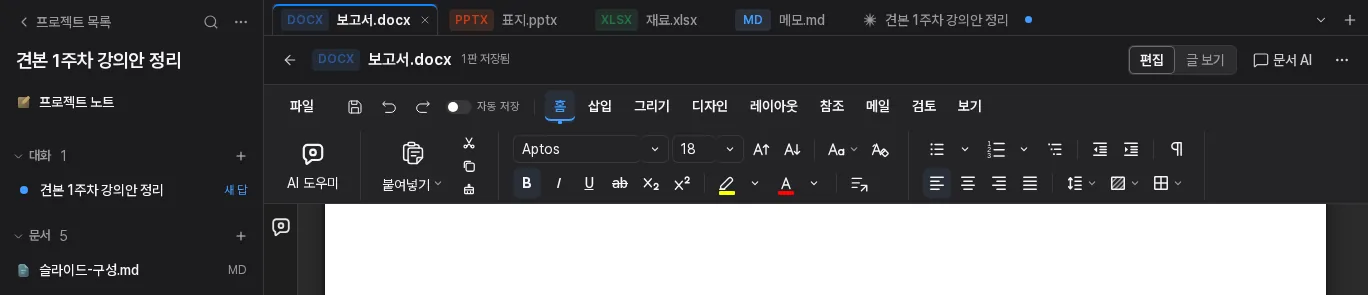 프로젝트 목록
견본 1주차 강의안 정리
프로젝트 노트
대화 1
견본 1주차 강의안 정리 새 답
문서 5
슬라이드-구성.md MD
DOCX 보고서.docx PPTX 표지.pptx XLSX 재료.xlsx MD 메모.md 견본 1주차 강의안 정리
DOCX 보고서.docx 1판 저장됨 편집 글 보기 문서 AI
파일 자동 저장 홈 삽입 그리기 디자인 레이아웃 참조 메일 검토 보기
Aptos 18
AI 도우미 붙여넣기